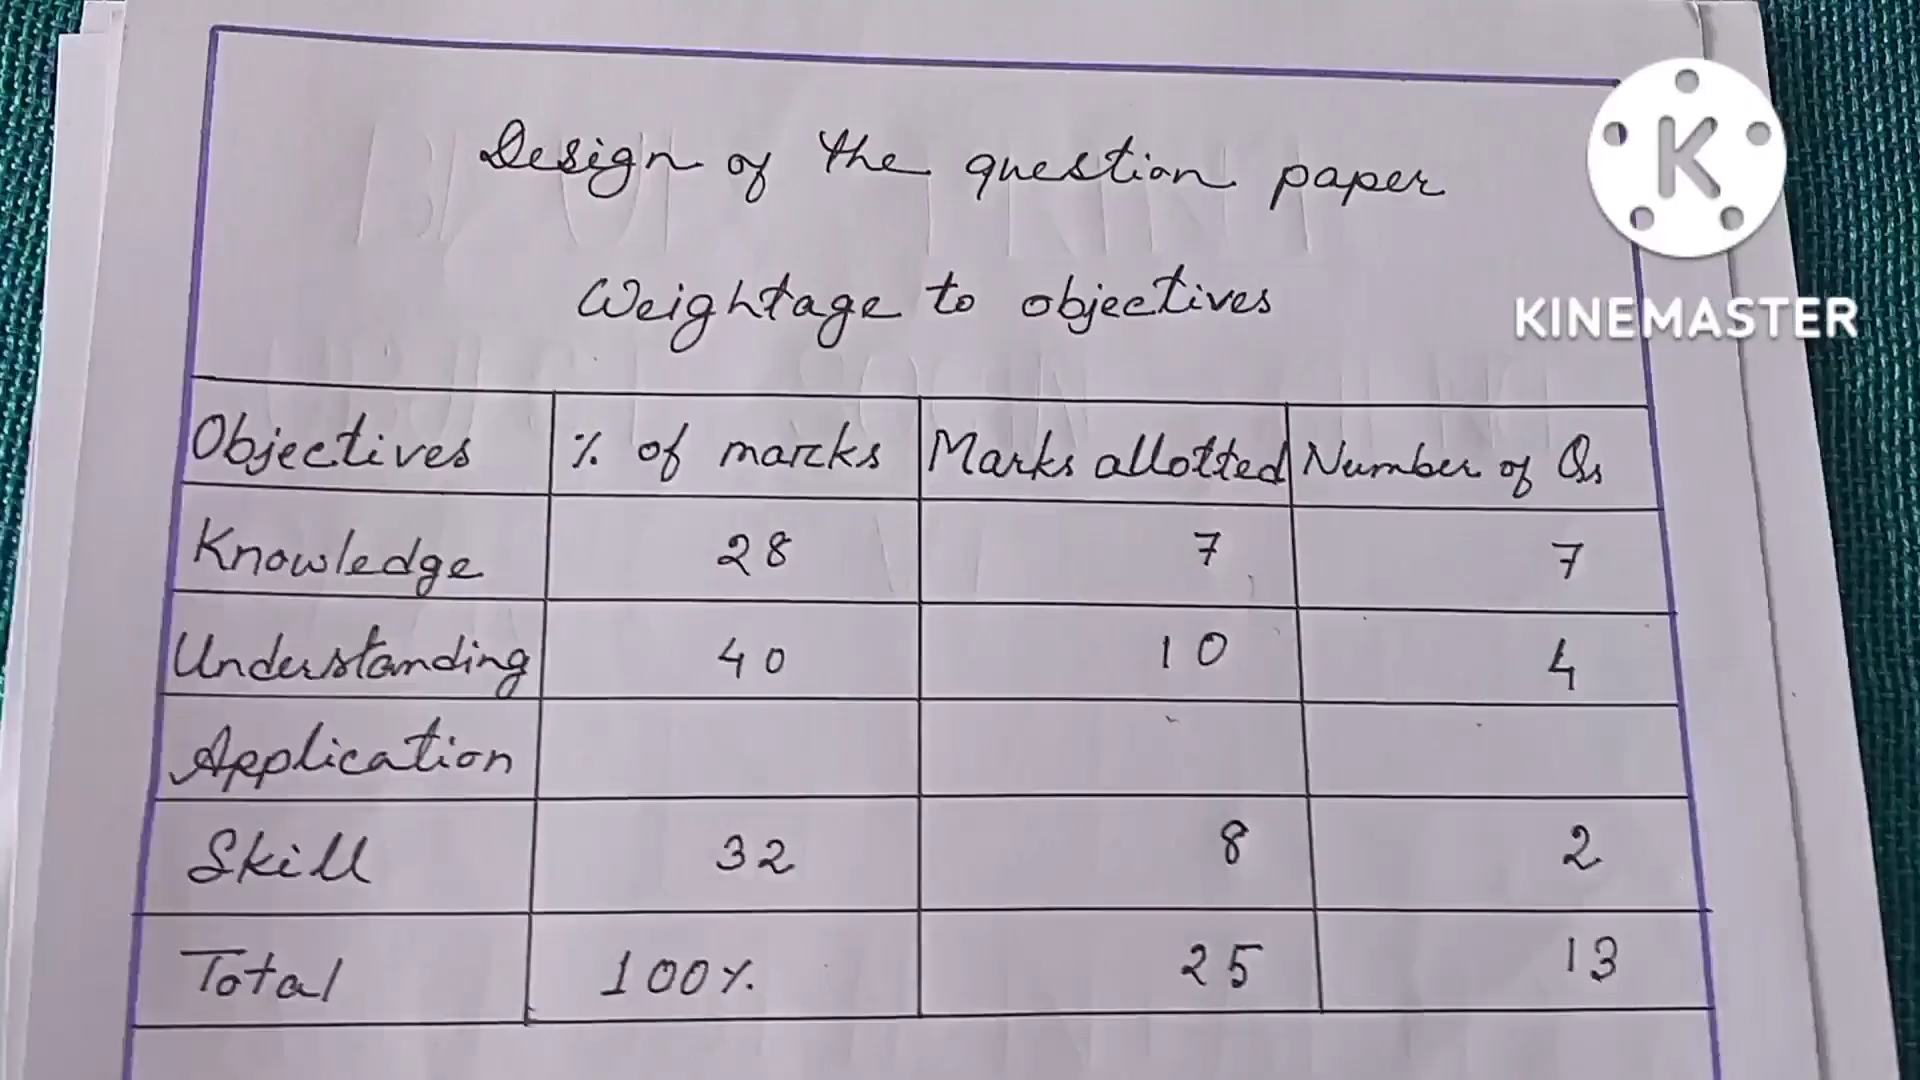 Design of the question paper
K
KINEMASTER
Weightage to objectives
Objectives % of marks Marks allotted Number of Qs
Knowledge 28 7 7
Understanding 40 10 4
Application
Skill 32 8 2
Total 100% 25 13